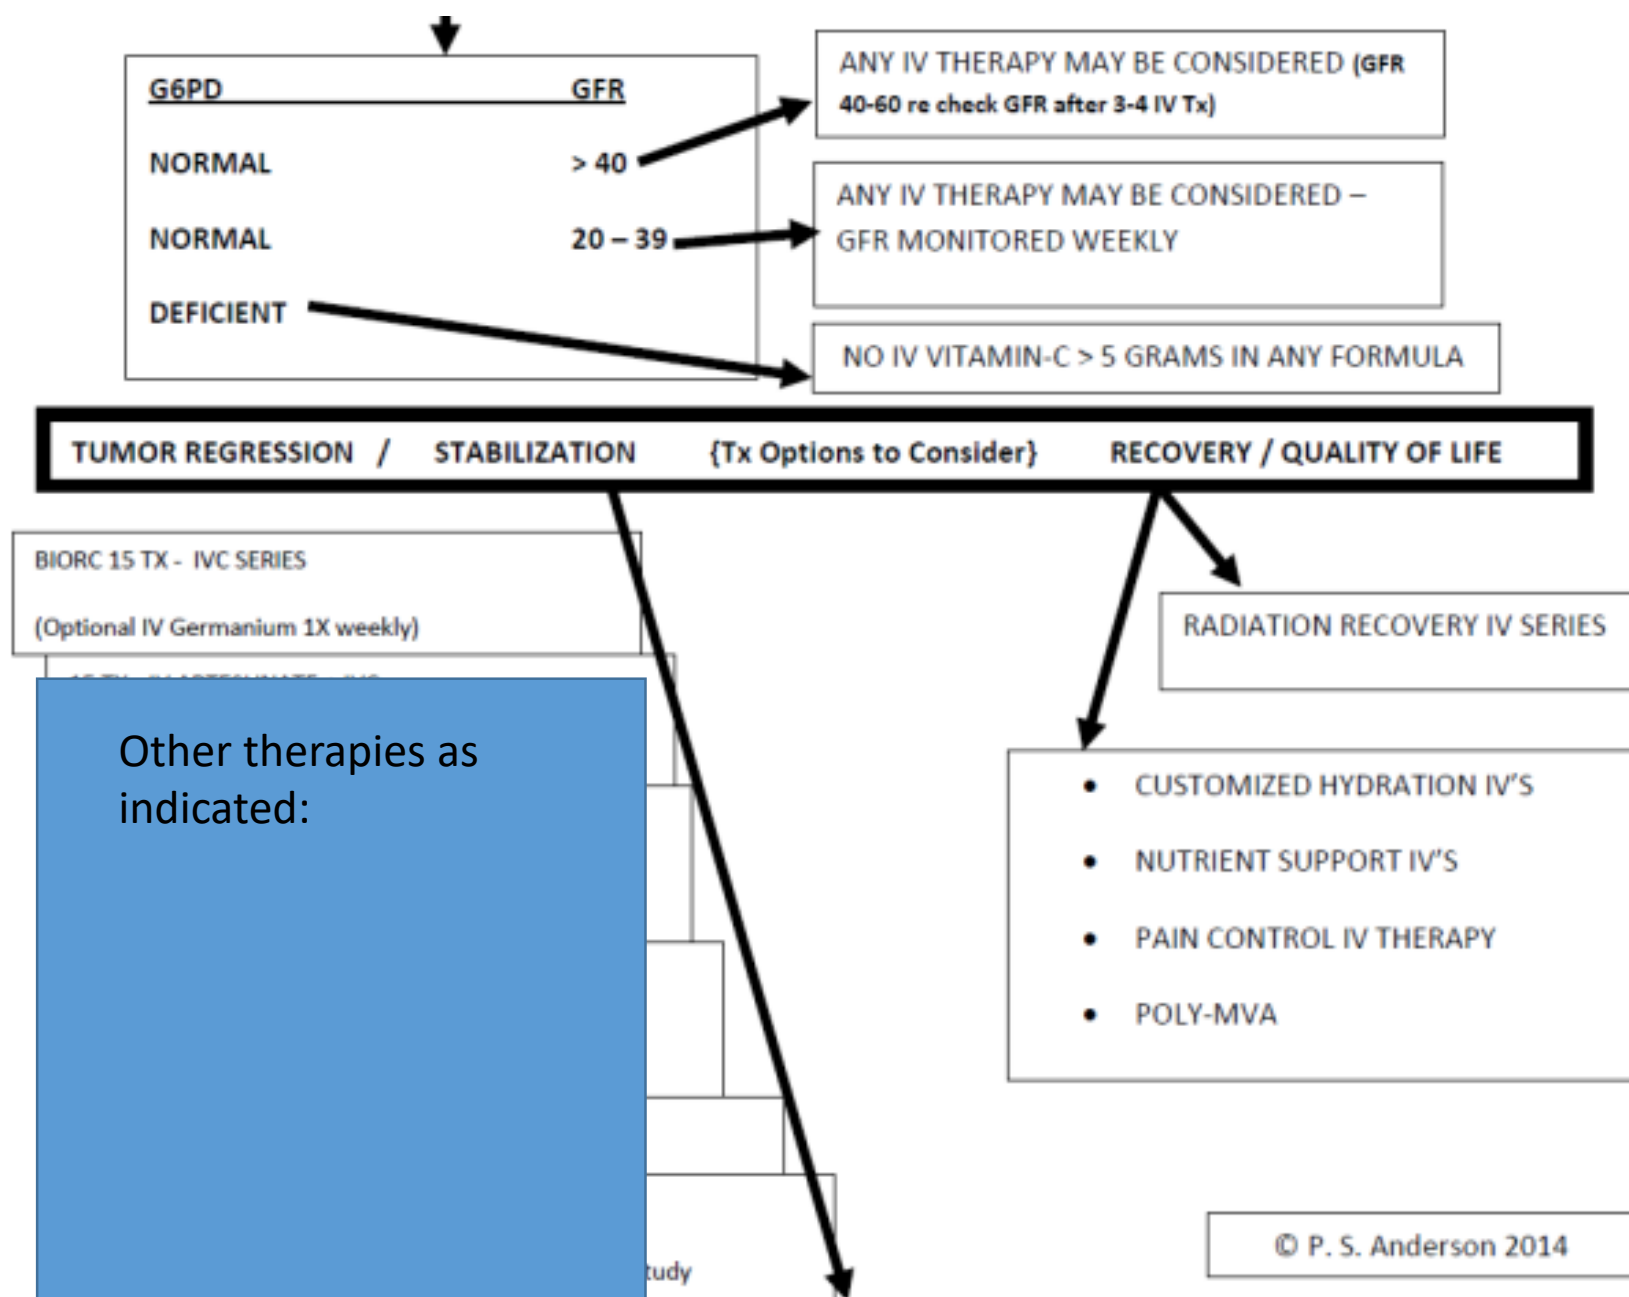 G6PD GFR
NORMAL > 40
NORMAL 20 – 39
DEFICIENT
ANY IV THERAPY MAY BE CONSIDERED (GFR
40-60 re check GFR after 3-4 IV Tx)
ANY IV THERAPY MAY BE CONSIDERED –
GFR MONITORED WEEKLY
NO IV VITAMIN-C > 5 GRAMS IN ANY FORMULA
TUMOR REGRESSION / STABILIZATION {Tx Options to Consider} RECOVERY / QUALITY OF LIFE
BIORC 15 TX - IVC SERIES
(Optional IV Germanium 1X weekly)
Other therapies as
indicated:
tudy
RADIATION RECOVERY IV SERIES
• CUSTOMIZED HYDRATION IV'S
• NUTRIENT SUPPORT IV'S
• PAIN CONTROL IV THERAPY
• POLY-MVA
© P. S. Anderson 2014